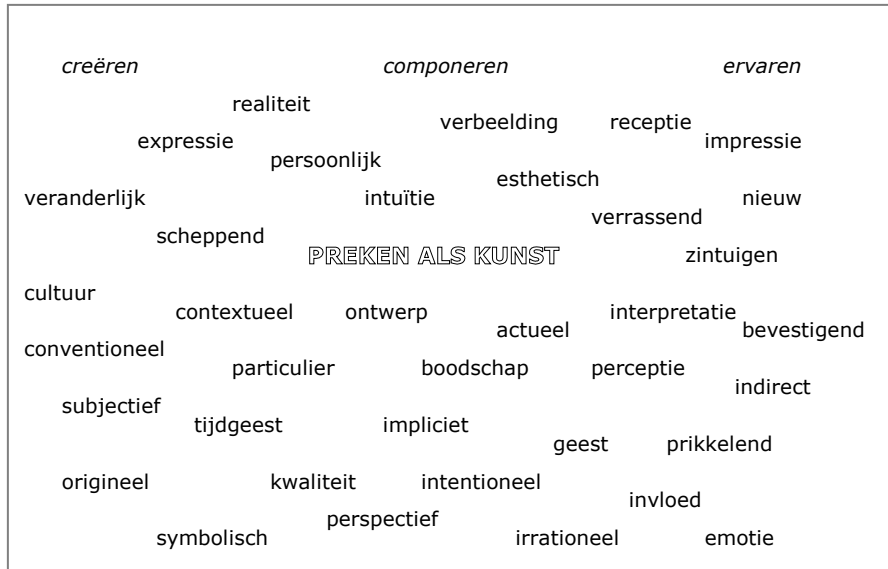 creëren componeren ervaren
realiteit
verbeelding receptie
expressie impressie
persoonlijk
esthetisch
veranderlijk intuïtie nieuw
verrassend
scheppend
PREKEN ALS KUNST zintuigen
cultuur
contextueel ontwerp interpretatie
actueel bevestigend
conventioneel
particulier boodschap perceptie
indirect
subjectief
tijdgeest impliciet
geest prikkelend
origineel kwaliteit intentioneel
invloed
perspectief
symbolisch irrationeel emotie